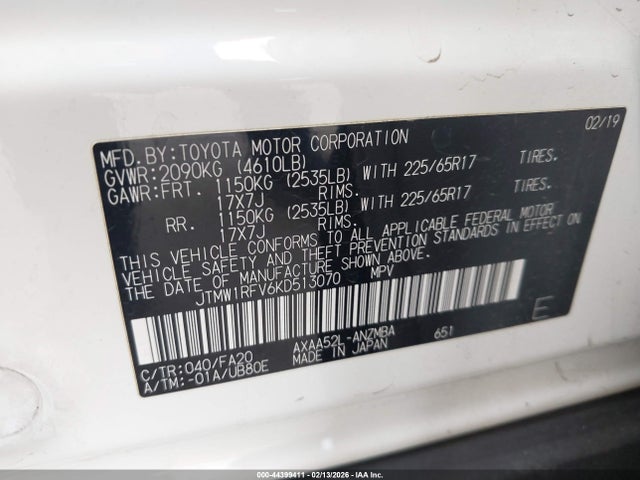 02/19
MFD. BY:TOYOTA MOTOR CORPORATION
GVWR:2090KG (4610LB)
GAWR:FRT. 1150KG (2535LB) WITH 225/65R17 TIRES.
17X7J RIMS.
RR. 1150KG (2535LB) WITH 225/65R17 TIRES.
17X7J RIMS.
THIS VEHICLE CONFORMS TO ALL APPLICABLE FEDERAL MOTOR
VEHICLE SAFETY AND THEFT PREVENTION STANDARDS IN EFFECT ON
THE DATE OF MANUFACTURE SHOWN ABOVE.
JTMW1RFV6KD513070 MPV
E
AXAA52L-ANZMBA 651
C/TR:040/FA20 MADE IN JAPAN
A/TM:-01A/UB80E
000-44399411 - 02/13/2026 - IAA Inc.